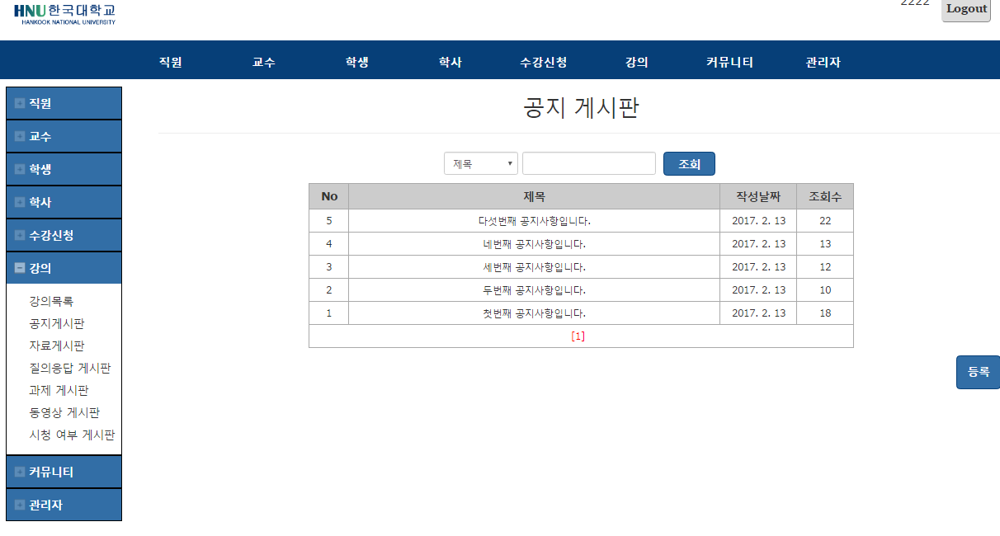 HNU 한국대학교
HANKOOK NATIONAL UNIVERSITY
2222
Logout
직원 교수 학생 학사 수강신청 강의 커뮤니티 관리자
직원
교수
학생
학사
수강신청
강의
강의목록
공지게시판
자료게시판
질의응답 게시판
과제 게시판
동영상 게시판
시청 여부 게시판
커뮤니티
관리자
공지 게시판
제목 조회
No 제목 작성날짜 조회수
5 다섯번째 공지사항입니다. 2017. 2. 13 22
4 네번째 공지사항입니다. 2017. 2. 13 13
3 세번째 공지사항입니다. 2017. 2. 13 12
2 두번째 공지사항입니다. 2017. 2. 13 10
1 첫번째 공지사항입니다. 2017. 2. 13 18
[1]
등록